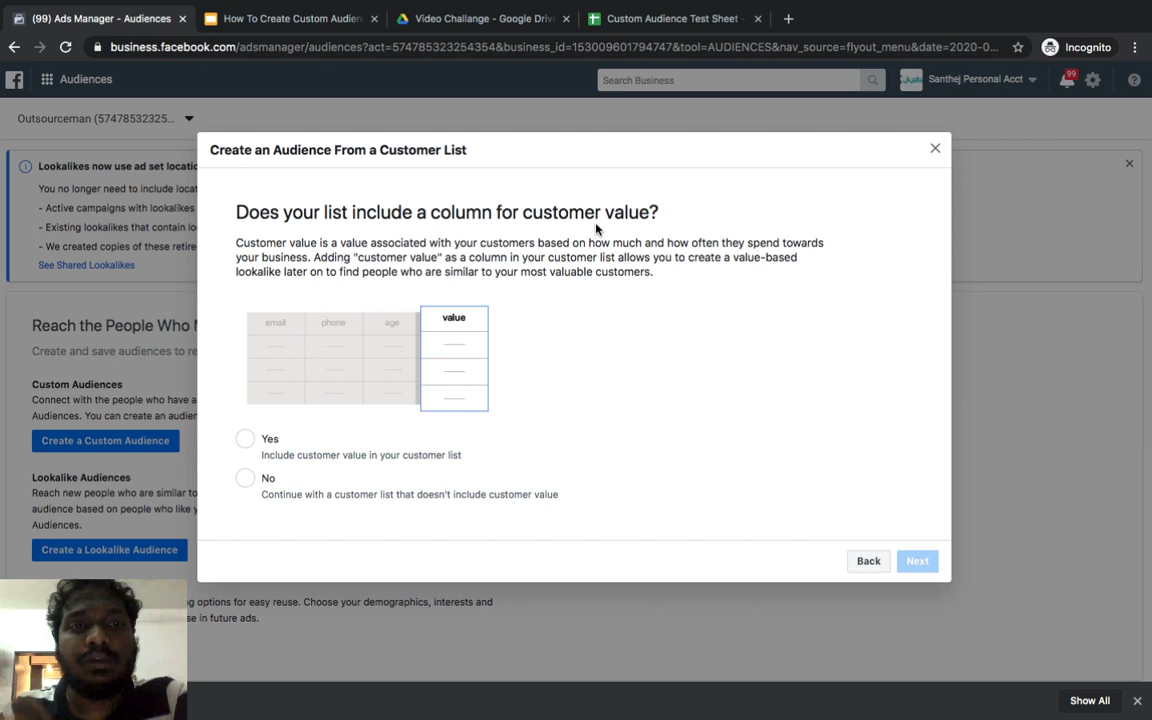 (99) Ads Manager - Audiences
How To Create Custom Audien
Video Challange - Google Driv
Custom Audience Test Sheet -
business.facebook.com/adsmanager/audiences?act=574785323254354&business_id=153009601794747&tool=AUDIENCES&nav_source=flyout_menu&date=2020-0...
Incognito
Audiences
Search Business
Santhej Personal Acct
99
Outsourceman (57478532325...
Lookalikes now use ad set locati
You no longer need to include locat
- Active campaigns with lookalikes
- Existing lookalikes that contain lo
- We created copies of these retire
See Shared Lookalikes
Reach the People Who
Create and save audiences to re
Custom Audiences
Connect with the people who have a
Audiences. You can create an audien
Create a Custom Audience
Lookalike Audiences
Reach new people who are similar to
audience based on people who like y
Audiences.
Create a Lookalike Audience
g options for easy reuse. Choose your demographics, interests and
se in future ads.
Create an Audience From a Customer List
Does your list include a column for customer value?
Customer value is a value associated with your customers based on how much and how often they spend towards
your business. Adding "customer value" as a column in your customer list allows you to create a value-based
lookalike later on to find people who are similar to your most valuable customers.
email phone age value
Yes
Include customer value in your customer list
No
Continue with a customer list that doesn't include customer value
Back
Next
Show All